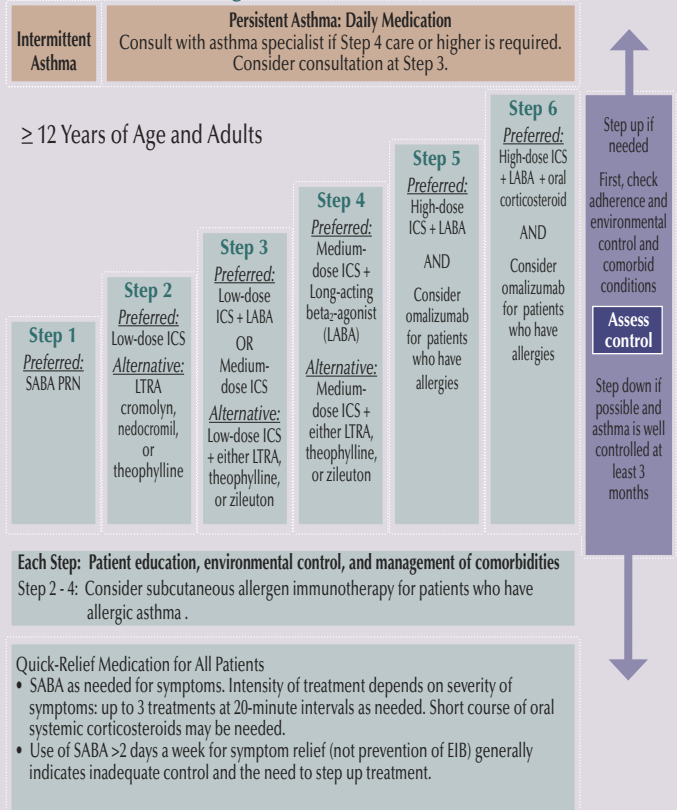 Intermittent
Asthma
Persistent Asthma: Daily Medication
Consult with asthma specialist if Step 4 care or higher is required.
Consider consultation at Step 3.
≥ 12 Years of Age and Adults
Step 1
Preferred:
SABA PRN
Step 2
Preferred:
Low-dose ICS
Alternative:
LTRA
cromolyn,
nedocromil,
or
theophylline
Step 3
Preferred:
Low-dose
ICS + LABA
OR
Medium-
dose ICS
Alternative:
Low-dose ICS
+ either LTRA,
theophylline,
or zileuton
Step 4
Preferred:
Medium-
dose ICS +
Long-acting
beta₂-agonist
(LABA)
Alternative:
Medium-
dose ICS +
either LTRA,
theophylline,
or zileuton
Step 5
Preferred:
High-dose
ICS + LABA
AND
Consider
omalizumab
for patients
who have
allergies
Step 6
Preferred:
High-dose ICS
+ LABA + oral
corticosteroid
AND
Consider
omalizumab
for patients
who have
allergies
Step up if
needed
First, check
adherence and
environmental
control and
comorbid
conditions
Assess
control
Step down if
possible and
asthma is well
controlled at
least 3
months
Each Step: Patient education, environmental control, and management of comorbidities
Step 2 - 4: Consider subcutaneous allergen immunotherapy for patients who have
allergic asthma .
Quick-Relief Medication for All Patients
• SABA as needed for symptoms. Intensity of treatment depends on severity of
symptoms: up to 3 treatments at 20-minute intervals as needed. Short course of oral
systemic corticosteroids may be needed.
• Use of SABA >2 days a week for symptom relief (not prevention of EIB) generally
indicates inadequate control and the need to step up treatment.